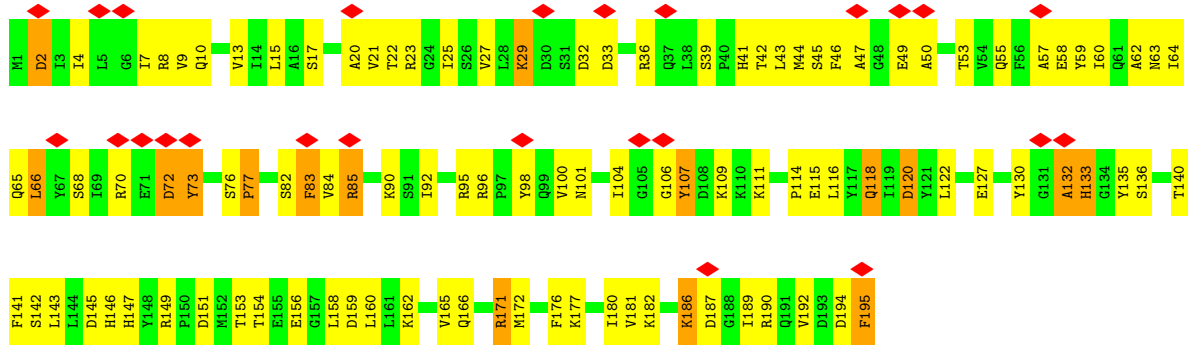 M1 D2 I3 I4 L5 G6 I7 R8 V9 Q10 V13 I14 L15 A16 S17 A20 V21 T22 R23 G24 I25 S26 V27 L28 K29 D30 S31 D32 D33 R36 Q37 L38 S39 P40 H41 T42 L43 M44 S45 F46 A47 G48 E49 A50 T53 V54 Q55 F56 A57 E58 Y59 I60 Q61 A62 N63 I64
Q65 L66 Y67 S68 I69 R70 E71 D72 Y73 S76 P77 S82 F83 V84 R85 K90 S91 I92 R95 R96 P97 Y98 Q99 V100 N101 I104 G105 G106 Y107 D108 K109 K110 K111 P114 E115 L116 Y117 Q118 I119 D120 Y121 L122 E127 Y130 G131 A132 H133 G134 Y135 S136 T140
F141 S142 L143 L144 D145 H146 H147 Y148 R149 P150 D151 M152 T153 T154 E155 E156 G157 L158 D159 L160 L161 K162 V165 Q166 R171 M172 F176 K177 I180 V181 K182 K186 D187 G188 I189 R190 Q191 V192 D193 D194 F195